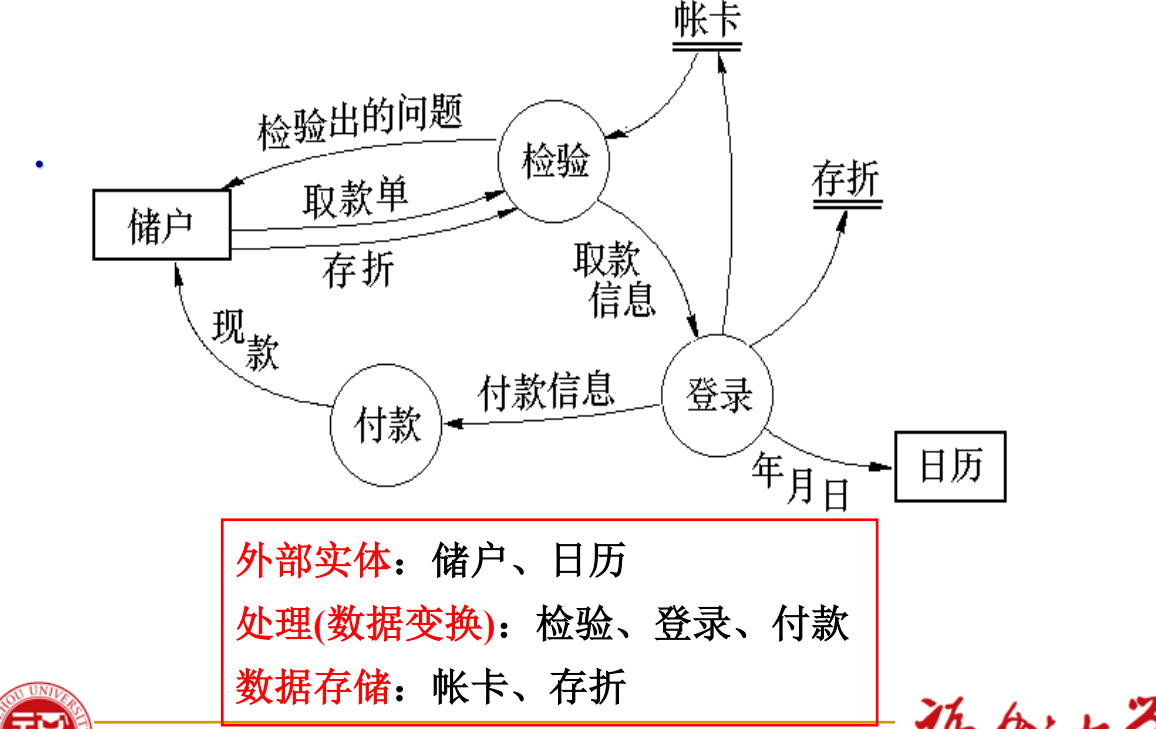 帐卡
检验出的问题
检验
存折
储户
取款单
存折
取款
信息
现款
付款信息
登录
付款
年月日
日历
外部实体：储户、日历
处理(数据变换)：检验、登录、付款
数据存储：帐卡、存折